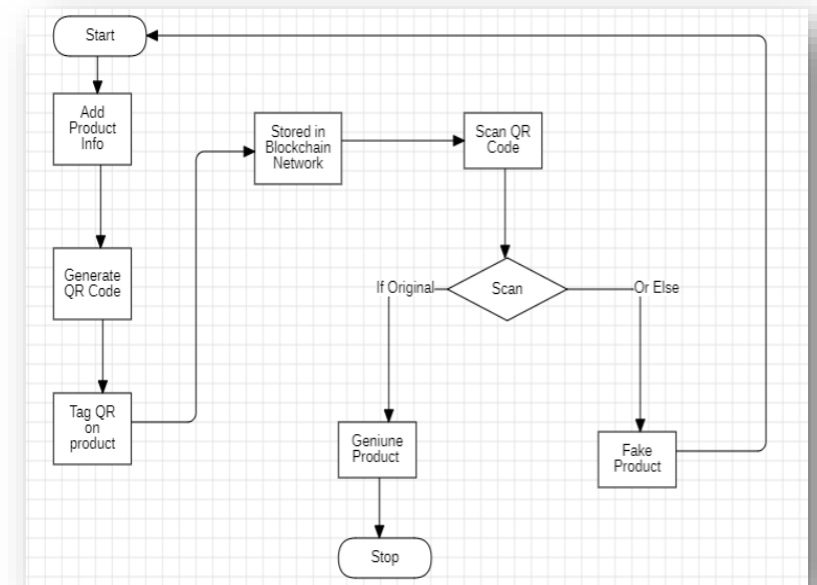 Start
Add
Product
Info
Stored in
Blockchain
Network
Scan QR
Code
Generate
QR Code
If Original
Scan
Or Else
Tag QR
on
product
Geniune
Product
Fake
Product
Stop